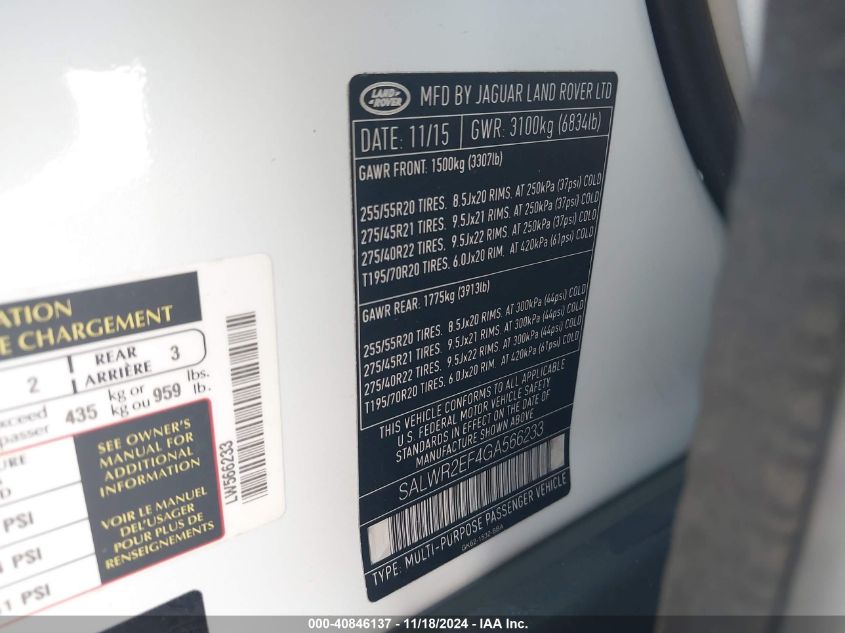 LAND ROVER
MFD BY JAGUAR LAND ROVER LTD
DATE: 11/15 GWR: 3100kg (6834lb)
GAWR FRONT: 1500kg (3307lb)
255/55R20 TIRES. 8.5Jx20 RIMS. AT 250kPa (37psi) COLD
275/45R21 TIRES. 9.5Jx21 RIMS. AT 250kPa (37psi) COLD
275/40R22 TIRES. 9.5Jx22 RIMS. AT 250kPa (37psi) COLD
T195/70R20 TIRES. 6.0Jx20 RIM. AT 420kPa (61psi) COLD
GAWR REAR: 1775kg (3913lb)
255/55R20 TIRES. 8.5Jx20 RIMS. AT 300kPa (44psi) COLD
275/45R21 TIRES. 9.5Jx21 RIMS. AT 300kPa (44psi) COLD
275/40R22 TIRES. 9.5Jx22 RIMS. AT 300kPa (44psi) COLD
T195/70R20 TIRES. 6.0Jx20 RIM. AT 420kPa (61psi) COLD
THIS VEHICLE CONFORMS TO ALL APPLICABLE
U.S. FEDERAL MOTOR VEHICLE SAFETY
STANDARDS IN EFFECT ON THE DATE OF
MANUFACTURE SHOWN ABOVE.
SALWR2EF4GA566233
TYPE: MULTI-PURPOSE PASSENGER VEHICLE
ATION
E CHARGEMENT
2 REAR ARRIÈRE 3
exceed 435 kg or 959 lbs.
passer kg ou lb.
URE
D
PSI
PSI
1 PSI
SEE OWNER'S
MANUAL FOR
ADDITIONAL
INFORMATION
VOIR LE MANUEL
DEL'USAGER
POUR PLUS DE
RENSEIGNEMENTS
LW566233
000-40846137 - 11/18/2024 - IAA Inc.